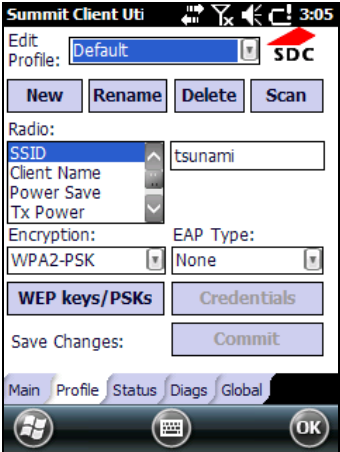 Summit Client Uti 3:05
Edit
Profile: Default
SDC
New Rename Delete Scan
Radio:
SSID tsunami
Client Name
Power Save
Tx Power
Encryption: EAP Type:
WPA2-PSK None
WEP keys/PSKs Credentials
Save Changes: Commit
Main Profile Status Diags Global
OK